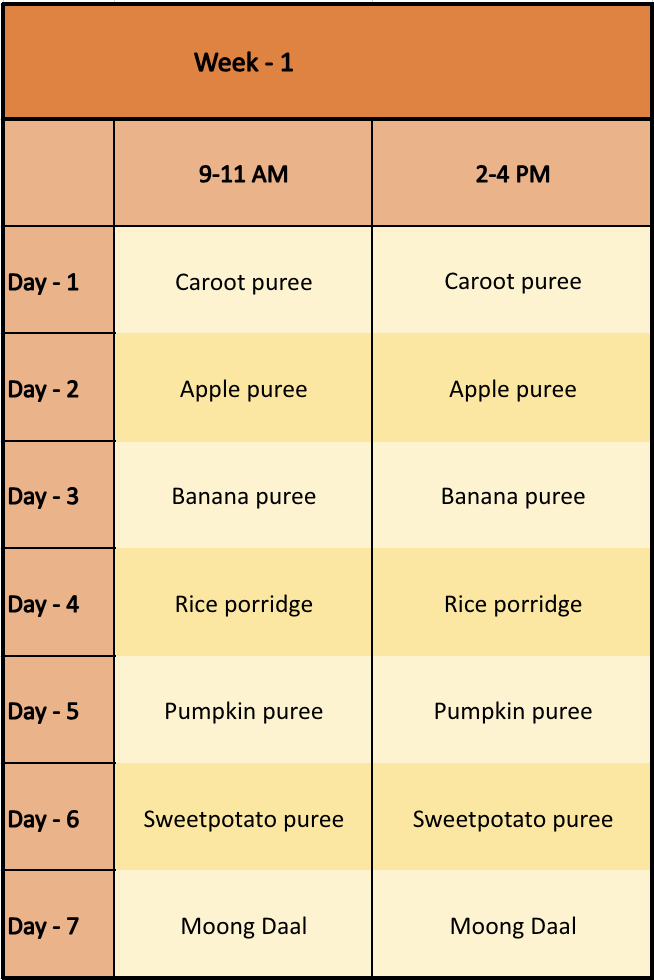 Week - 1
9-11 AM 2-4 PM
Day - 1 Caroot puree Caroot puree
Day - 2 Apple puree Apple puree
Day - 3 Banana puree Banana puree
Day - 4 Rice porridge Rice porridge
Day - 5 Pumpkin puree Pumpkin puree
Day - 6 Sweetpotato puree Sweetpotato puree
Day - 7 Moong Daal Moong Daal